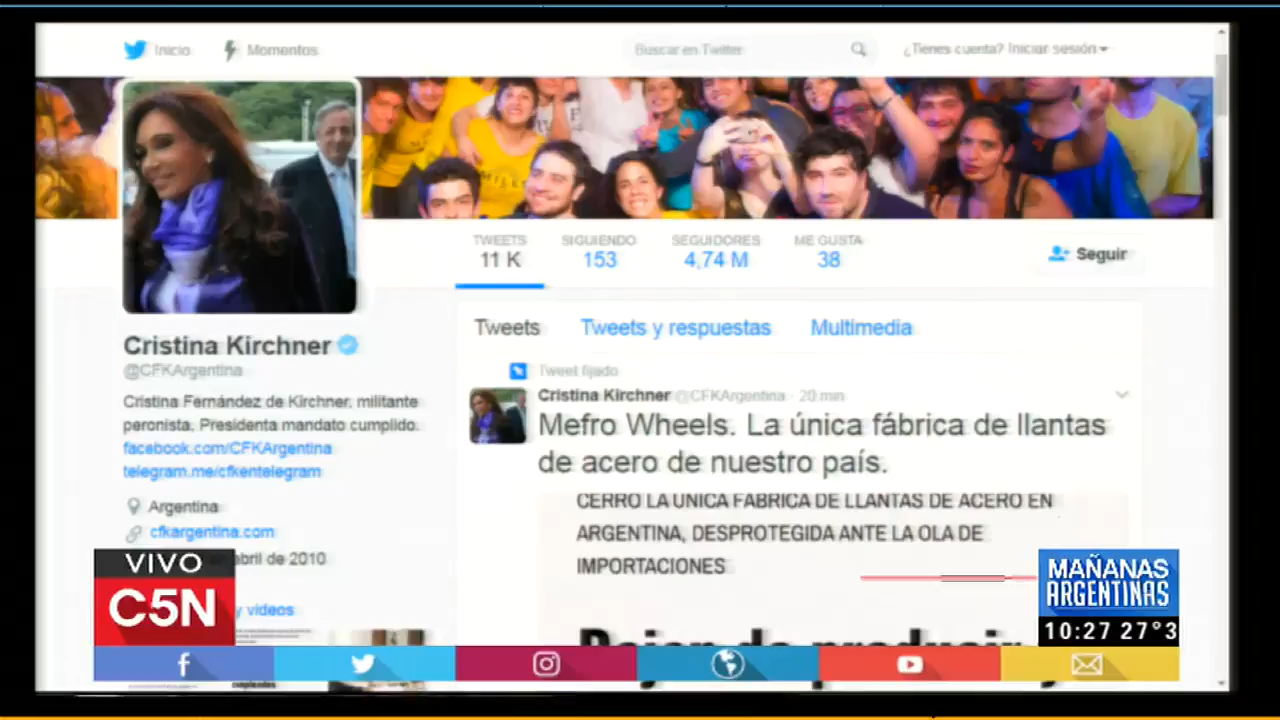 Inicio Momentos Buscar en Twitter ¿Tienes cuenta? Iniciar sesión
TWEETS SIGUIENDO SEGUIDORES ME GUSTA
11 K 153 4,74 M 38
Seguir
Cristina Kirchner
@CFKArgentina
Cristina Fernández de Kirchner, militante
peronista, Presidenta mandato cumplido.
facebook.com/CFKArgentina
telegram.me/cfkentelegram
Argentina
cfkargentina.com
abril de 2010
y videos
Tweets Tweets y respuestas Multimedia
Tweet fijado
Cristina Kirchner @CFKArgentina · 20 min
Mefro Wheels. La única fábrica de llantas
de acero de nuestro país.
CERRO LA UNICA FABRICA DE LLANTAS DE ACERO EN
ARGENTINA, DESPROTEGIDA ANTE LA OLA DE
IMPORTACIONES
VIVO
C5N
MAÑANAS
ARGENTINAS
10:27 27°3